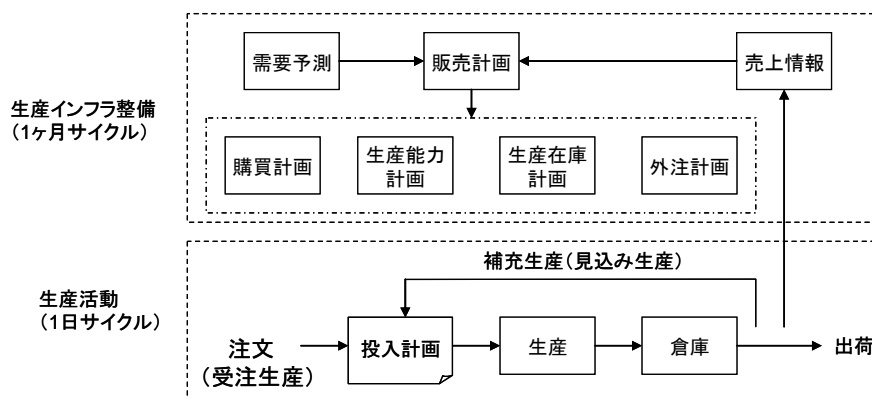 需要予測
販売計画
売上情報
生産インフラ整備
(1ヶ月サイクル)
購買計画
生産能力
計画
生産在庫
計画
外注計画
補充生産(見込み生産)
生産活動
(1日サイクル)
注文
(受注生産)
投入計画
生産
倉庫
出荷